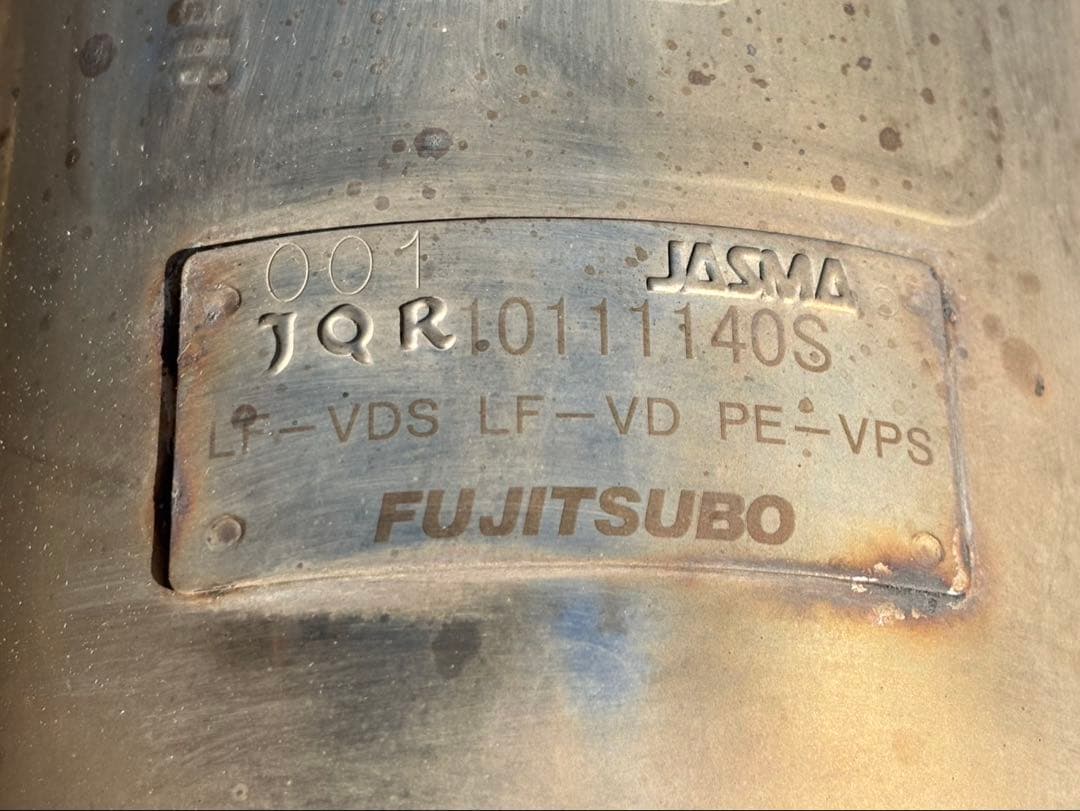 001 JASMA
JQR10111140S
LF-VDS LF-VD PE-VPS
FUJITSUBO